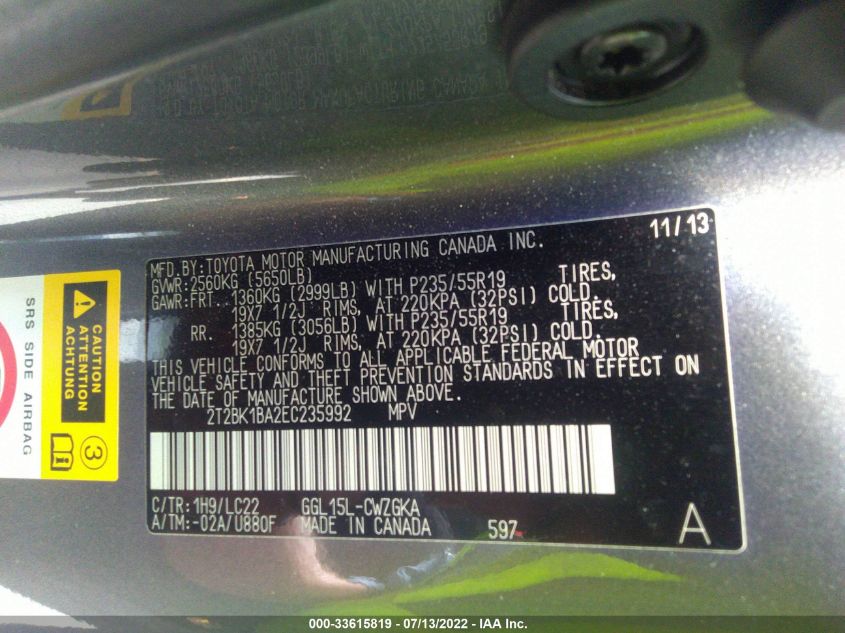 11/13
MFD.BY:TOYOTA MOTOR MANUFACTURING CANADA INC.
GVWR:2560KG (5650LB)
GAWR:FRT. 1360KG (2999LB) WITH P235/55R19 TIRES,
19X7 1/2J RIMS, AT 220KPA (32PSI) COLD.
RR. 1385KG (3056LB) WITH P235/55R19 TIRES,
19X7 1/2J RIMS, AT 220KPA (32PSI) COLD.
THIS VEHICLE CONFORMS TO ALL APPLICABLE FEDERAL MOTOR
VEHICLE SAFETY AND THEFT PREVENTION STANDARDS IN EFFECT ON
THE DATE OF MANUFACTURE SHOWN ABOVE.
2T2BK1BA2EC235992 MPV
C/TR:1H9/LC22 GGL15L-CWZGKA
A/TM:-02A/U880F MADE IN CANADA 597 A
SRS SIDE AIRBAG
CAUTION
ATTENTION
ACHTUNG
3
000-33615819 - 07/13/2022 - IAA Inc.